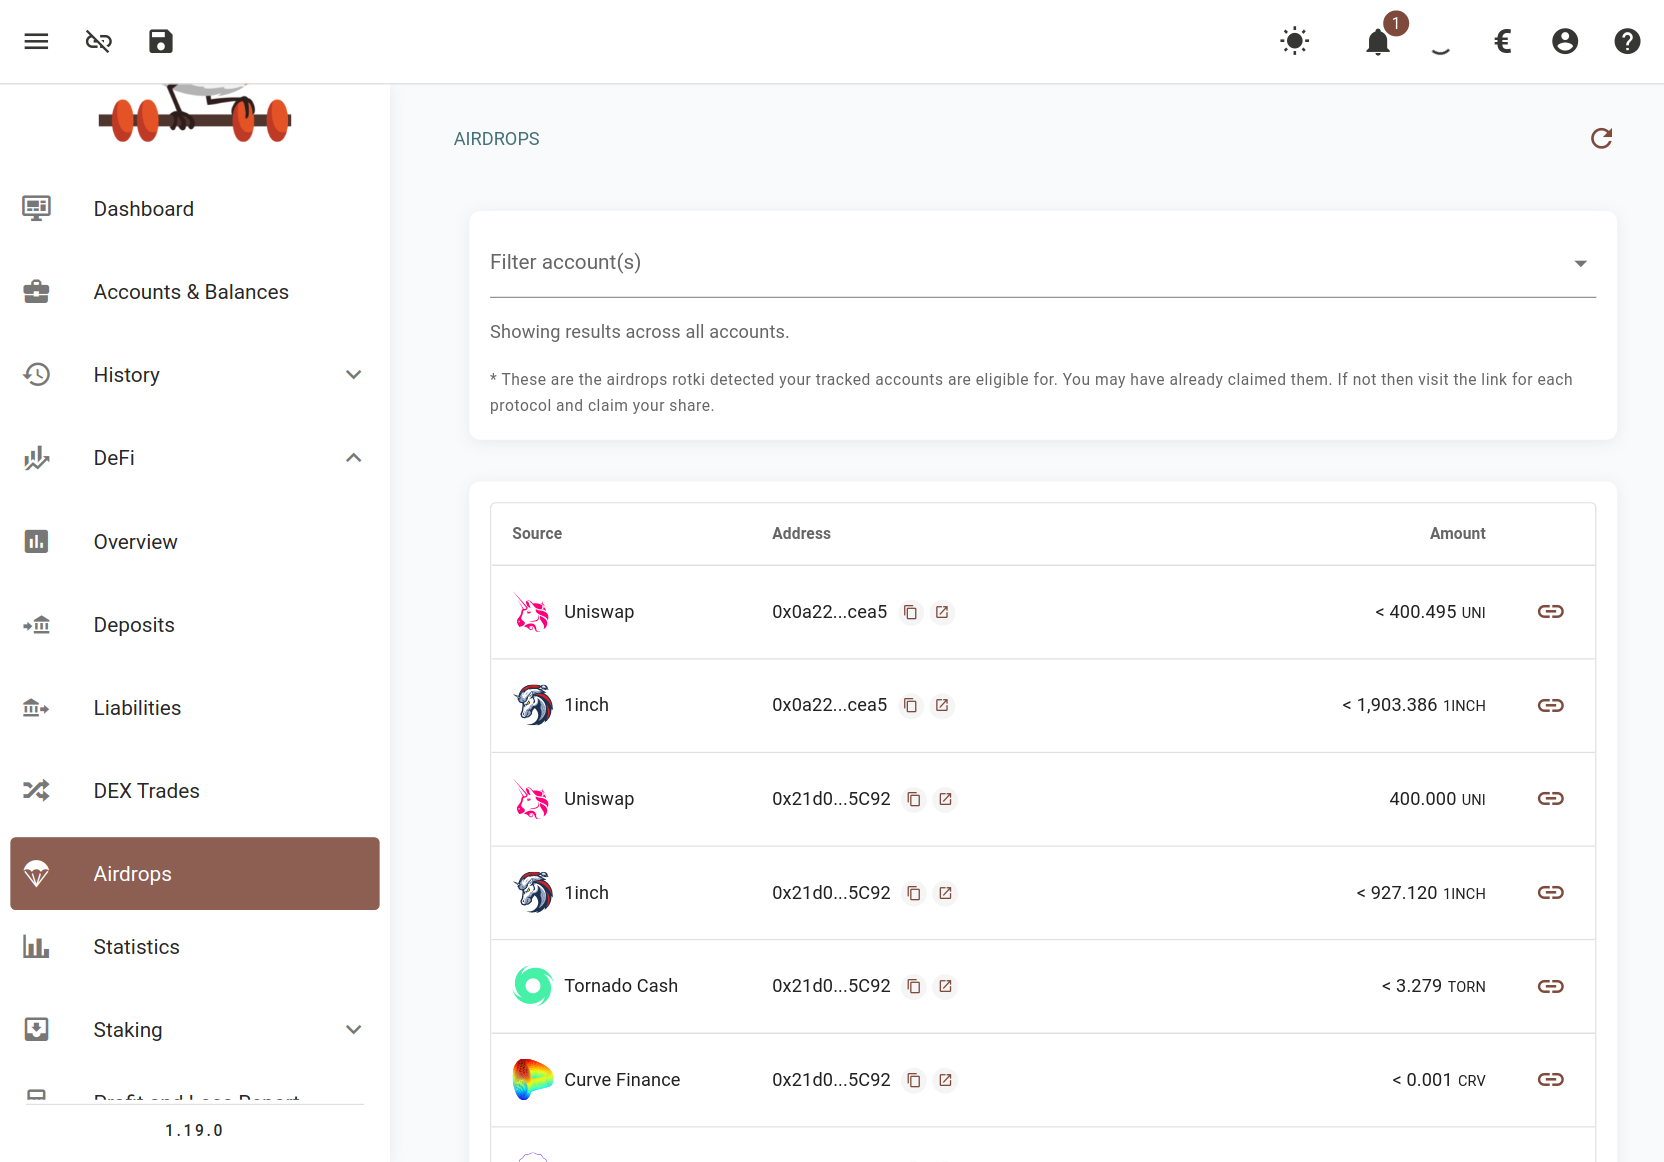 1
€
AIRDROPS
Dashboard
Accounts & Balances
History
DeFi
Overview
Deposits
Liabilities
DEX Trades
Airdrops
Statistics
Staking
Profit and Loss Report
1.19.0
Filter account(s)
Showing results across all accounts.
* These are the airdrops rotki detected your tracked accounts are eligible for. You may have already claimed them. If not then visit the link for each
protocol and claim your share.
Source Address Amount
Uniswap 0x0a22...cea5 < 400.495 UNI
1inch 0x0a22...cea5 < 1,903.386 1INCH
Uniswap 0x21d0...5C92 400.000 UNI
1inch 0x21d0...5C92 < 927.120 1INCH
Tornado Cash 0x21d0...5C92 < 3.279 TORN
Curve Finance 0x21d0...5C92 < 0.001 CRV